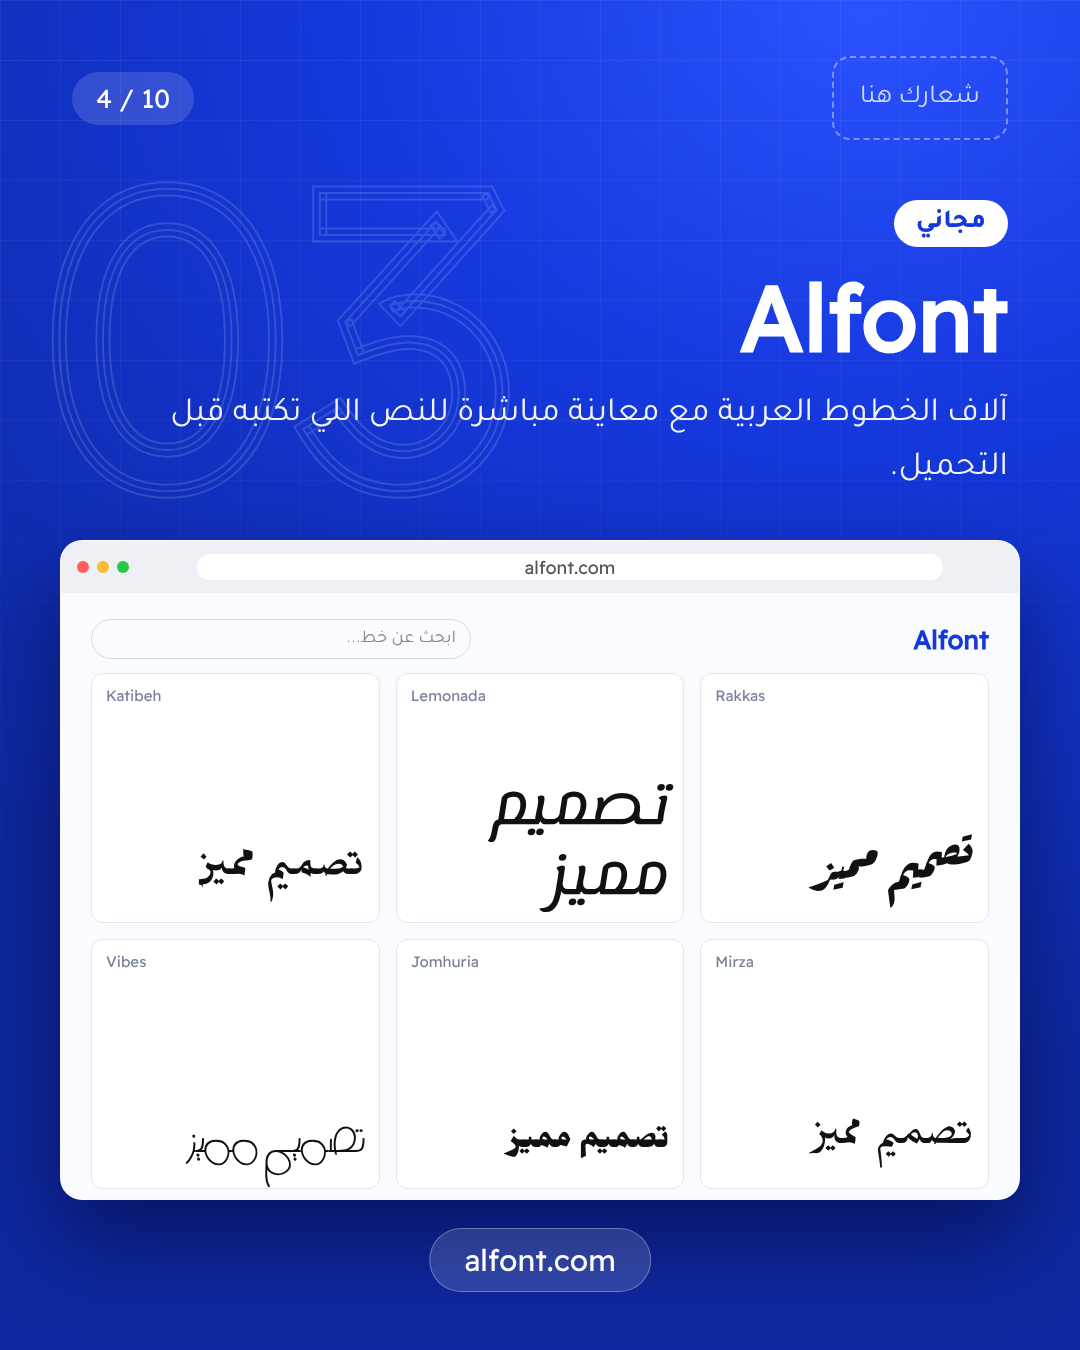 شعارك هنا
4 / 10
03
مجاني
Alfont
آلاف الخطوط العربية مع معاينة مباشرة للنص اللي تكتبه قبل
التحميل.
alfont.com
Alfont
ابحث عن خط...
Rakkas
تصميم مميز
Lemonada
تصميم
مميز
Katibeh
تصميم مميز
Mirza
تصميم مميز
Jomhuria
تصميم مميز
Vibes
تصميم مميز
alfont.com